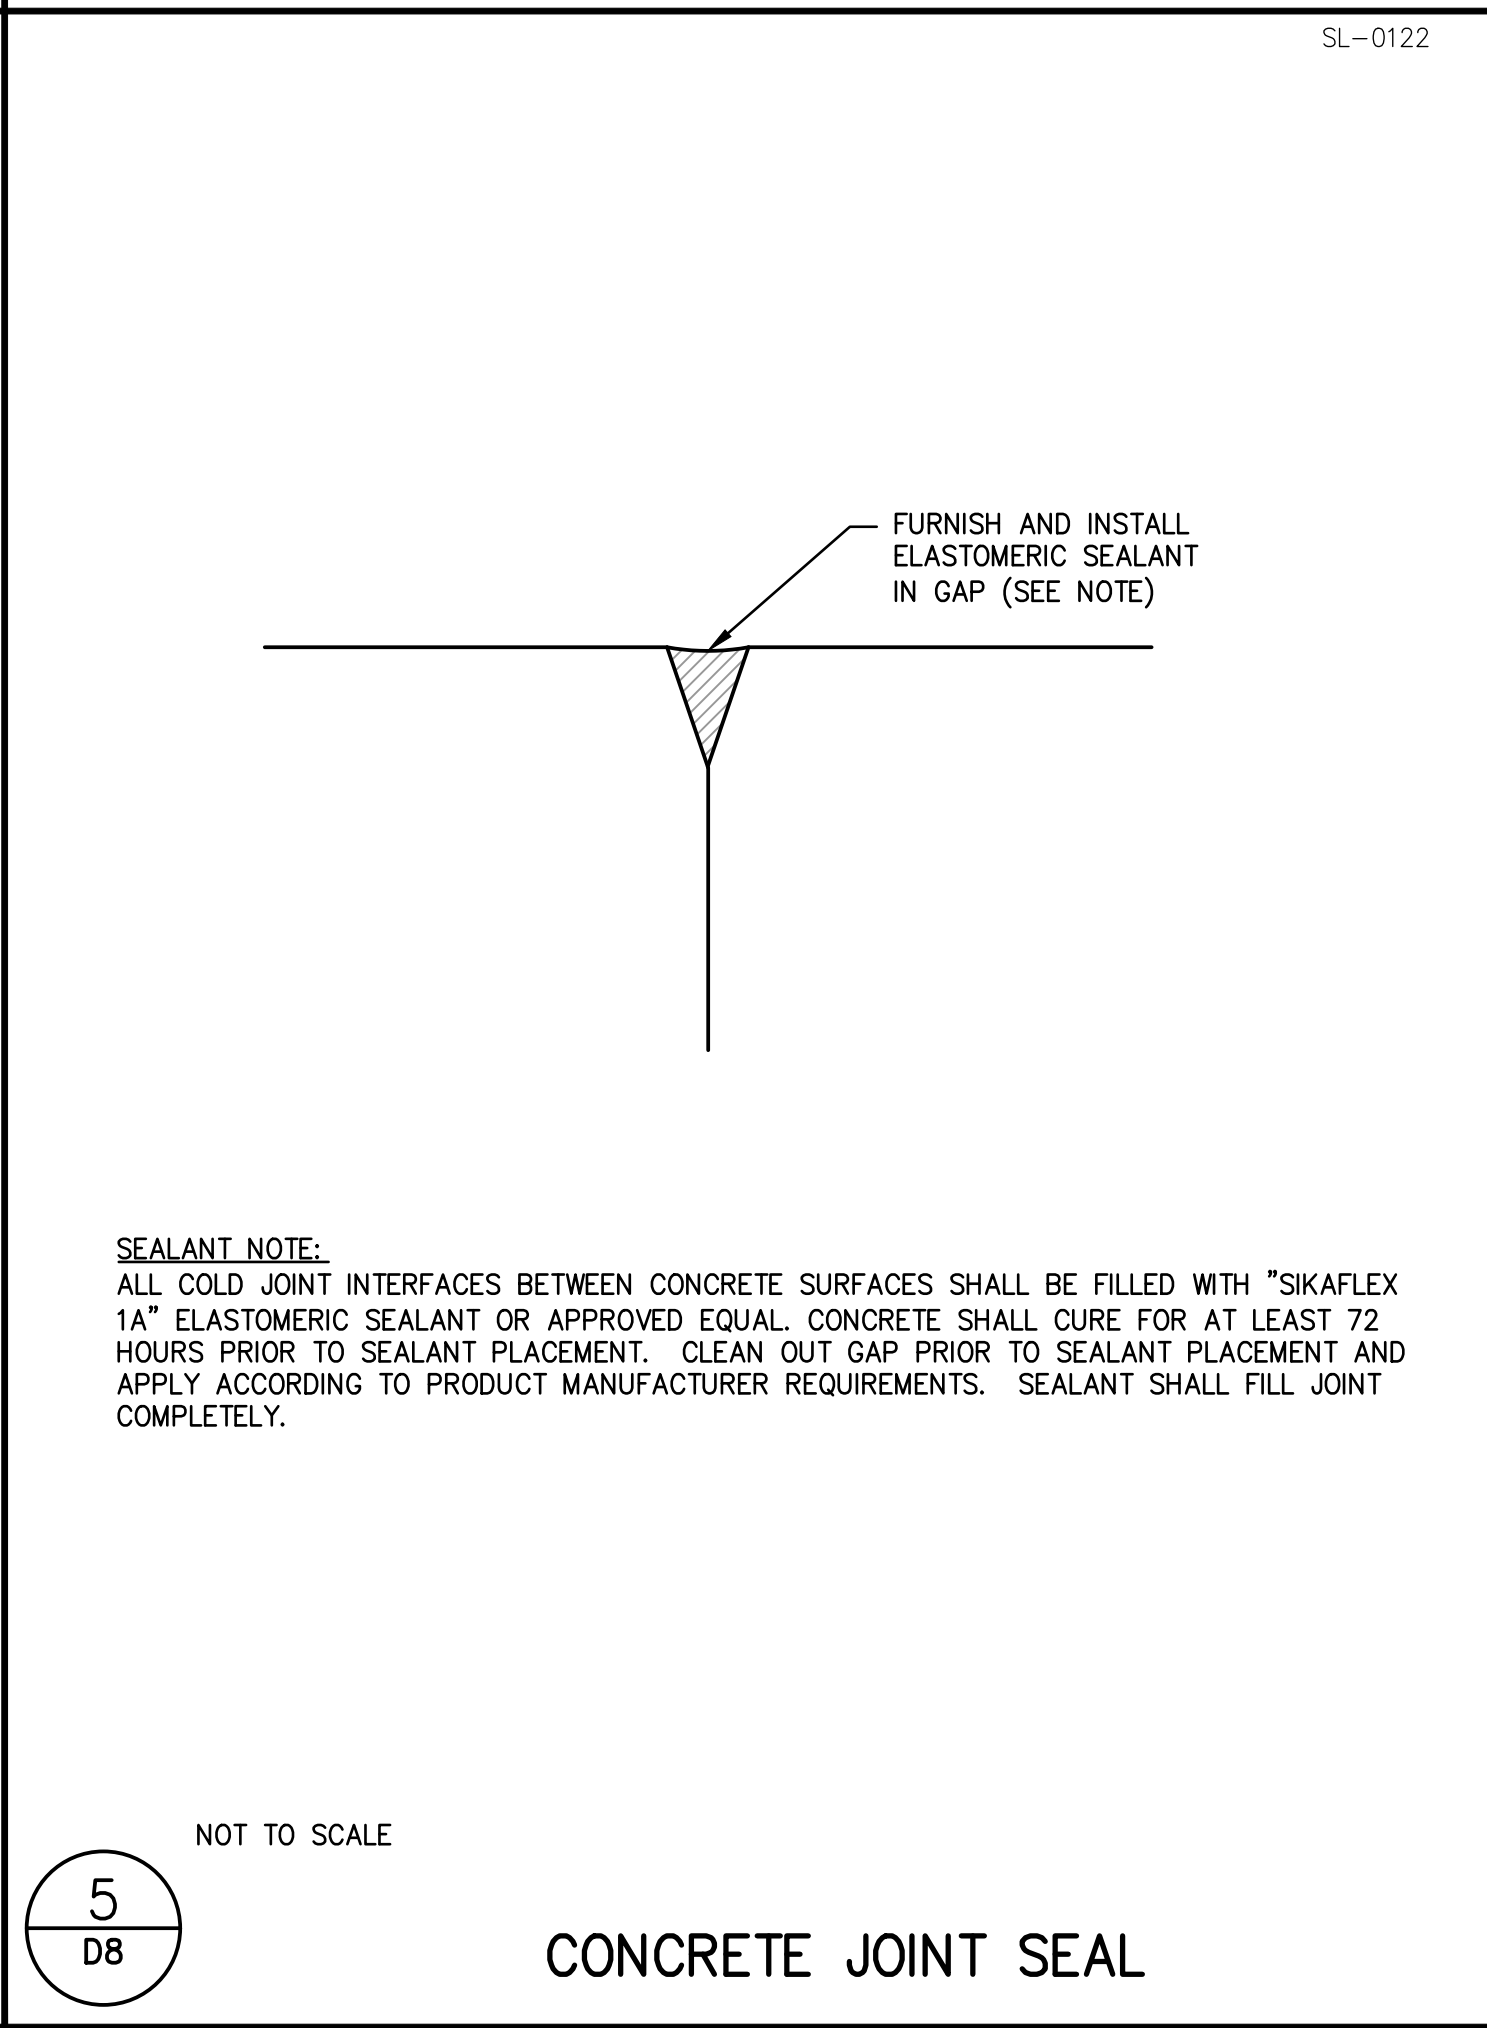 SL-0122
FURNISH AND INSTALL
ELASTOMERIC SEALANT
IN GAP (SEE NOTE)
SEALANT NOTE:
ALL COLD JOINT INTERFACES BETWEEN CONCRETE SURFACES SHALL BE FILLED WITH "SIKAFLEX
1A" ELASTOMERIC SEALANT OR APPROVED EQUAL. CONCRETE SHALL CURE FOR AT LEAST 72
HOURS PRIOR TO SEALANT PLACEMENT. CLEAN OUT GAP PRIOR TO SEALANT PLACEMENT AND
APPLY ACCORDING TO PRODUCT MANUFACTURER REQUIREMENTS. SEALANT SHALL FILL JOINT
COMPLETELY.
NOT TO SCALE
5
D8
CONCRETE JOINT SEAL